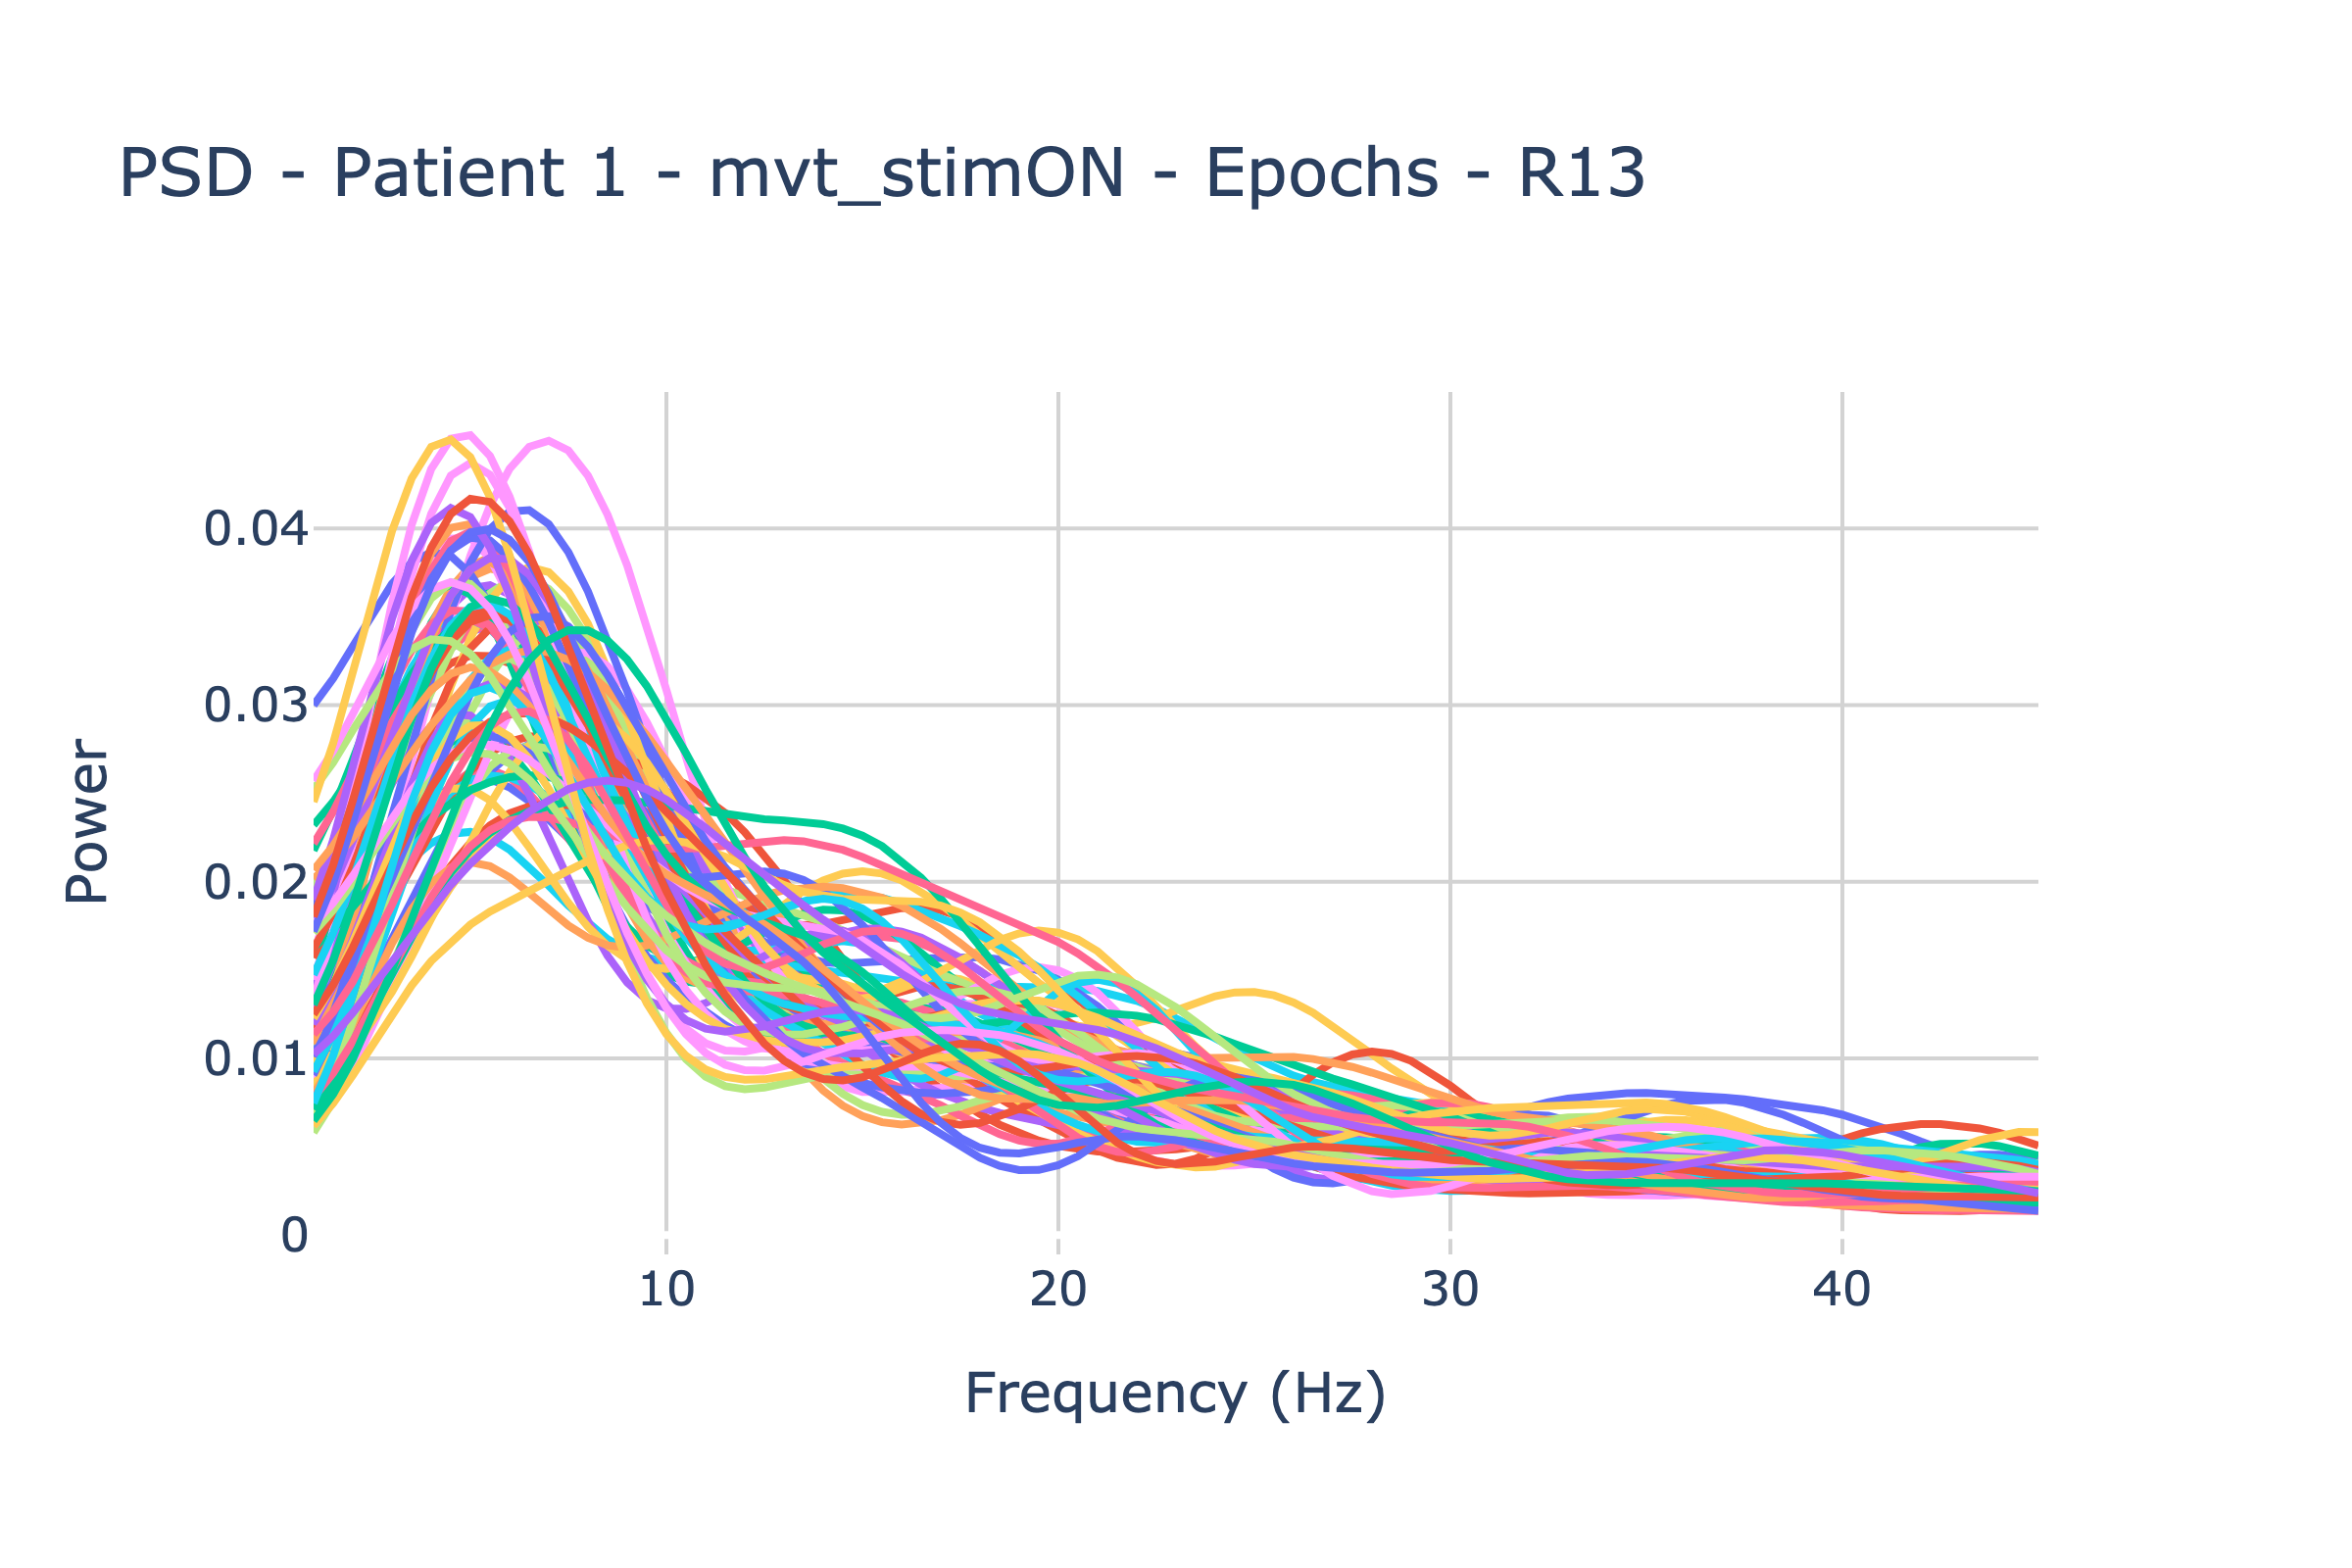 PSD - Patient 1 - mvt_stimON - Epochs - R13
0.04
0.03
0.02
0.01
0
Power
10 20 30 40
Frequency (Hz)